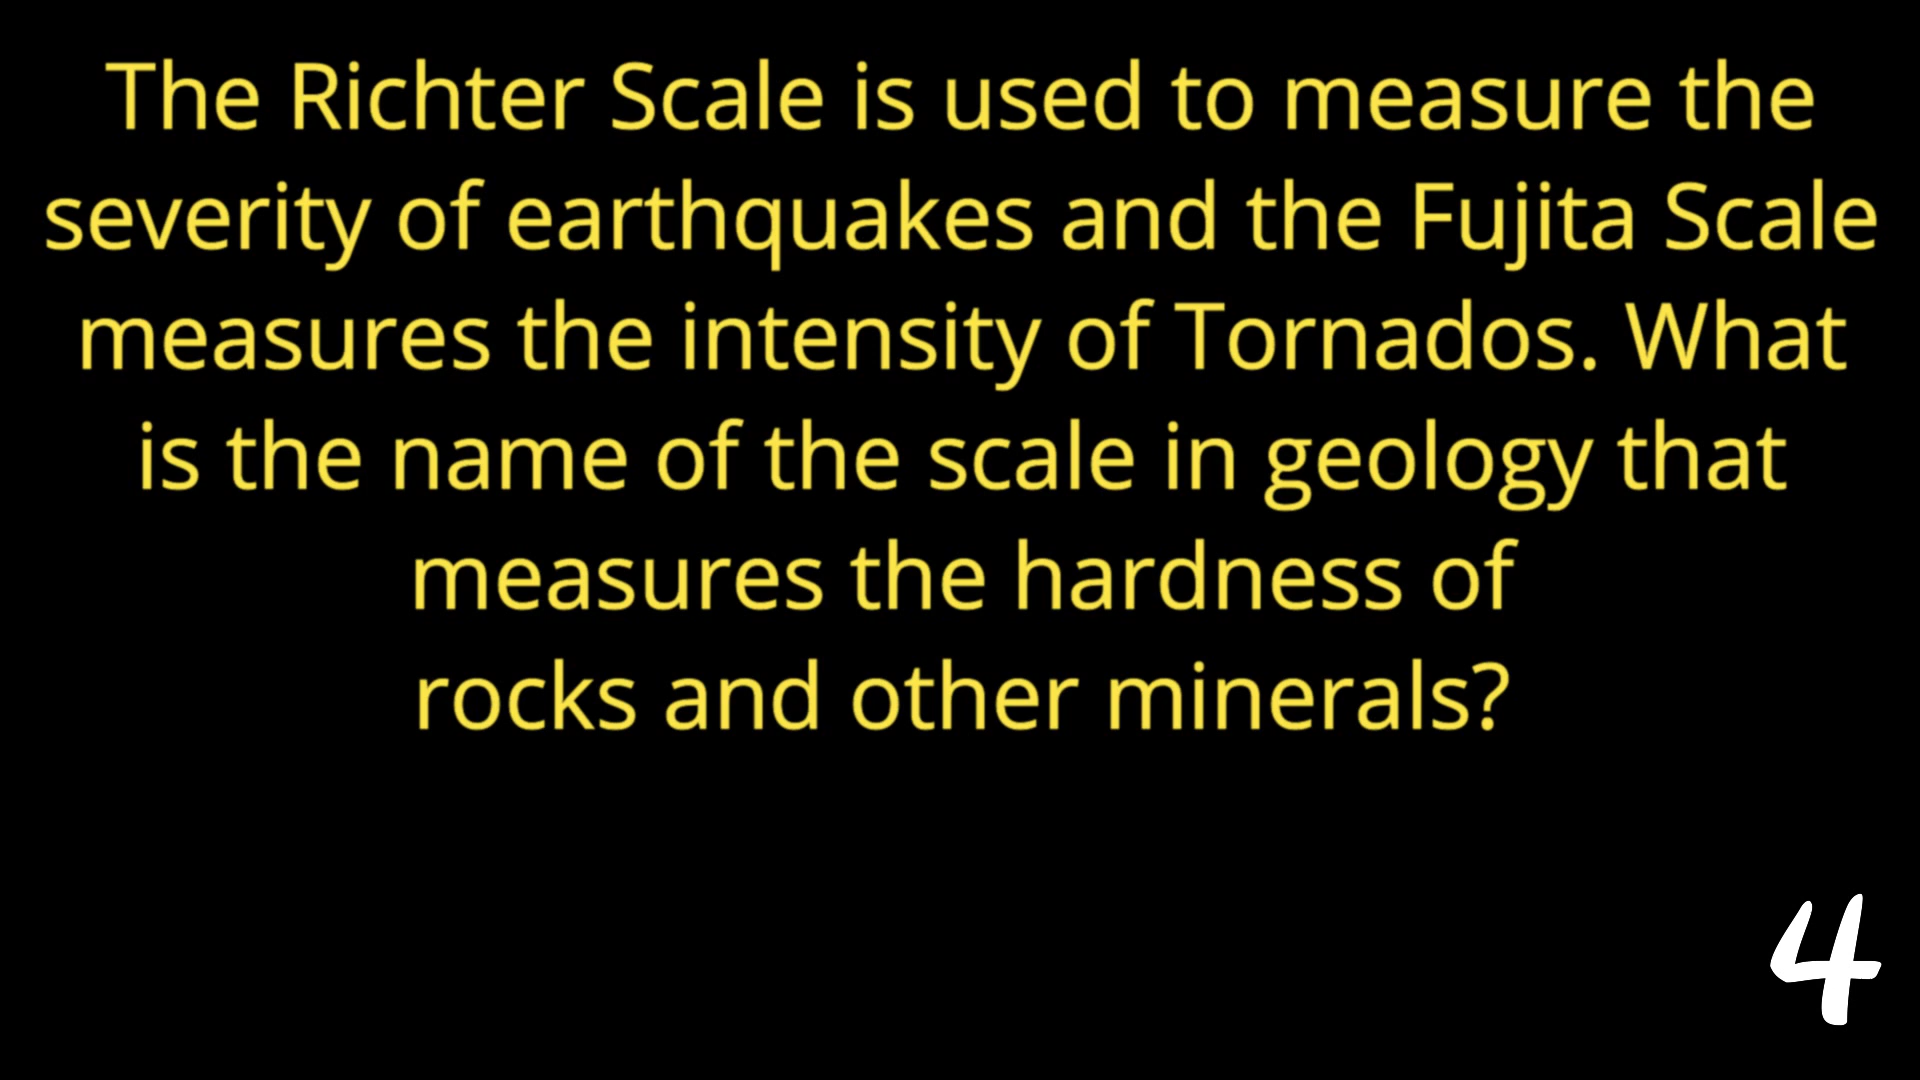 The Richter Scale is used to measure the
severity of earthquakes and the Fujita Scale
measures the intensity of Tornados. What
is the name of the scale in geology that
measures the hardness of
rocks and other minerals?
4